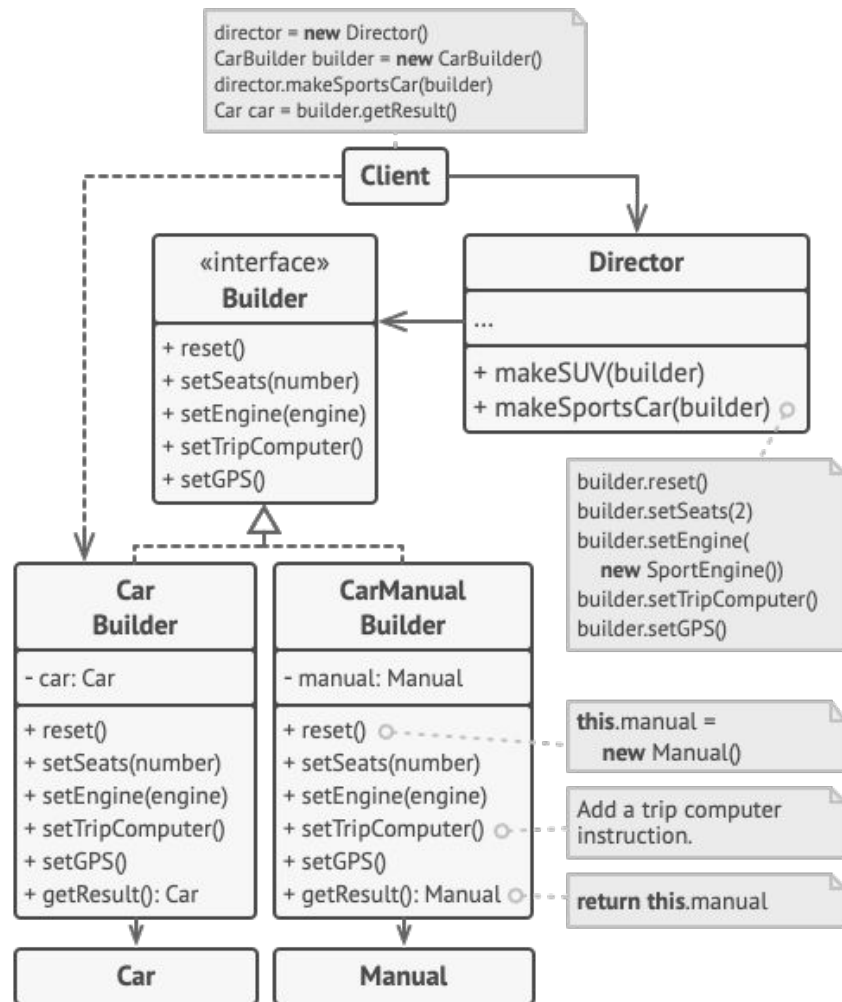 director = new Director()
CarBuilder builder = new CarBuilder()
director.makeSportsCar(builder)
Car car = builder.getResult()
Client
«interface»
Builder
+ reset()
+ setSeats(number)
+ setEngine(engine)
+ setTripComputer()
+ setGPS()
Director
...
+ makeSUV(builder)
+ makeSportsCar(builder)
builder.reset()
builder.setSeats(2)
builder.setEngine(
new SportEngine())
builder.setTripComputer()
builder.setGPS()
Car
Builder
- car: Car
+ reset()
+ setSeats(number)
+ setEngine(engine)
+ setTripComputer()
+ setGPS()
+ getResult(): Car
CarManual
Builder
- manual: Manual
+ reset()
+ setSeats(number)
+ setEngine(engine)
+ setTripComputer()
+ setGPS()
+ getResult(): Manual
this.manual =
new Manual()
Add a trip computer
instruction.
return this.manual
Car
Manual